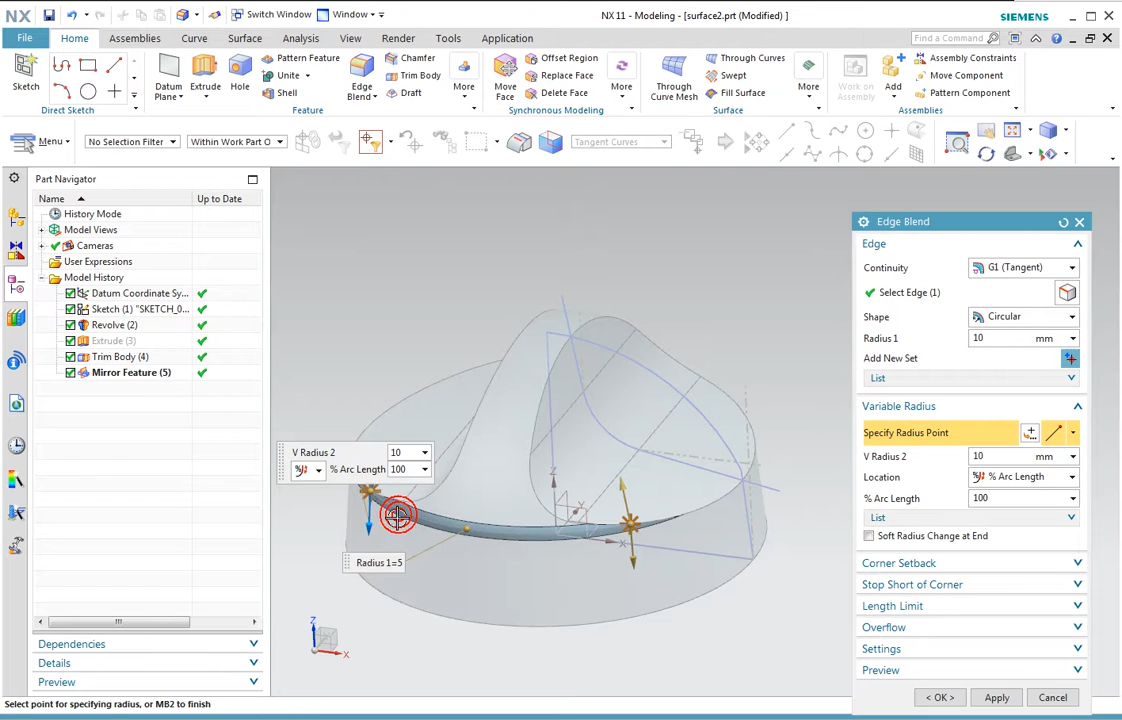 NX
Switch Window
Window
NX 11 - Modeling - [surface2.prt (Modified) ]
SIEMENS
File
Home
Assemblies
Curve
Surface
Analysis
View
Render
Tools
Application
Find a Command
Sketch
Direct Sketch
Datum
Plane
Extrude
Hole
Pattern Feature
Unite
Shell
Edge
Blend
Chamfer
Trim Body
Draft
More
Feature
Move
Face
Offset Region
Replace Face
Delete Face
More
Synchronous Modeling
Through
Curve Mesh
Through Curves
Swept
Fill Surface
More
Surface
Work on
Assembly
Add
Assembly Constraints
Move Component
Pattern Component
Assemblies
Menu
No Selection Filter
Within Work Part O
Tangent Curves
Part Navigator
Name
Up to Date
History Mode
Model Views
Cameras
User Expressions
Model History
Datum Coordinate Sy...
Sketch (1) "SKETCH_0...
Revolve (2)
Extrude (3)
Trim Body (4)
Mirror Feature (5)
Dependencies
Details
Preview
V Radius 2
10
% Arc Length
100
Radius 1=5
Z
Y
X
Z
X
Edge Blend
Edge
Continuity
G1 (Tangent)
Select Edge (1)
Shape
Circular
Radius 1
10
mm
Add New Set
List
Variable Radius
Specify Radius Point
V Radius 2
10
mm
Location
% Arc Length
% Arc Length
100
List
Soft Radius Change at End
Corner Setback
Stop Short of Corner
Length Limit
Overflow
Settings
Preview
< OK >
Apply
Cancel
Select point for specifying radius, or MB2 to finish